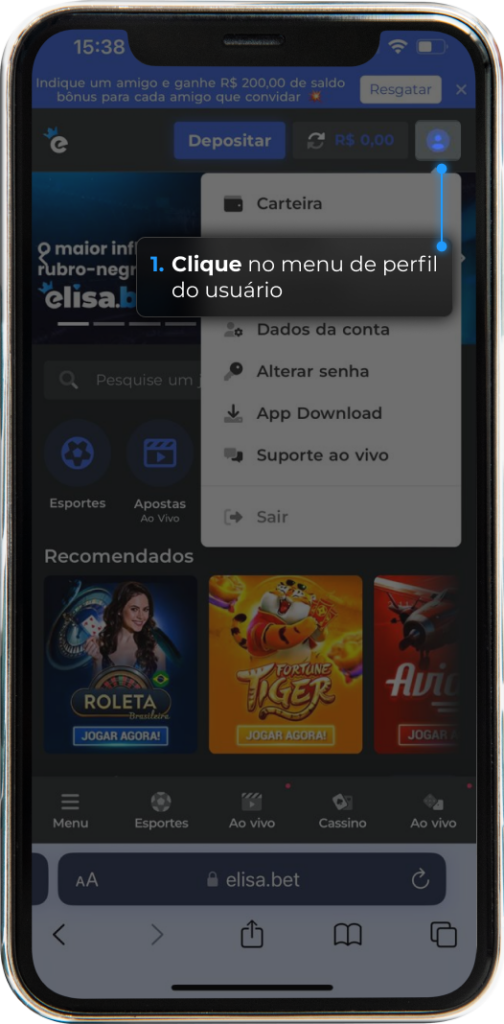 15:38
Indique um amigo e ganhe R$ 200,00 de saldo
bônus para cada amigo que convidar
Resgatar
e
Depositar
R$ 0,00
Carteira
O maior
rubro-negr
elisa.b
1. Clique no menu de perfil
do usuário
Dados da conta
Alterar senha
App Download
Suporte ao vivo
Sair
Pesquise um j
Esportes
Apostas
Ao Vivo
Recomendados
ROLETA
Brasileira
JOGAR AGORA!
FORTUNE
TIGER
JOGAR AGORA!
Avia
JOGAR
Menu
Esportes
Ao vivo
Cassino
Ao vivo
AA
elisa.bet